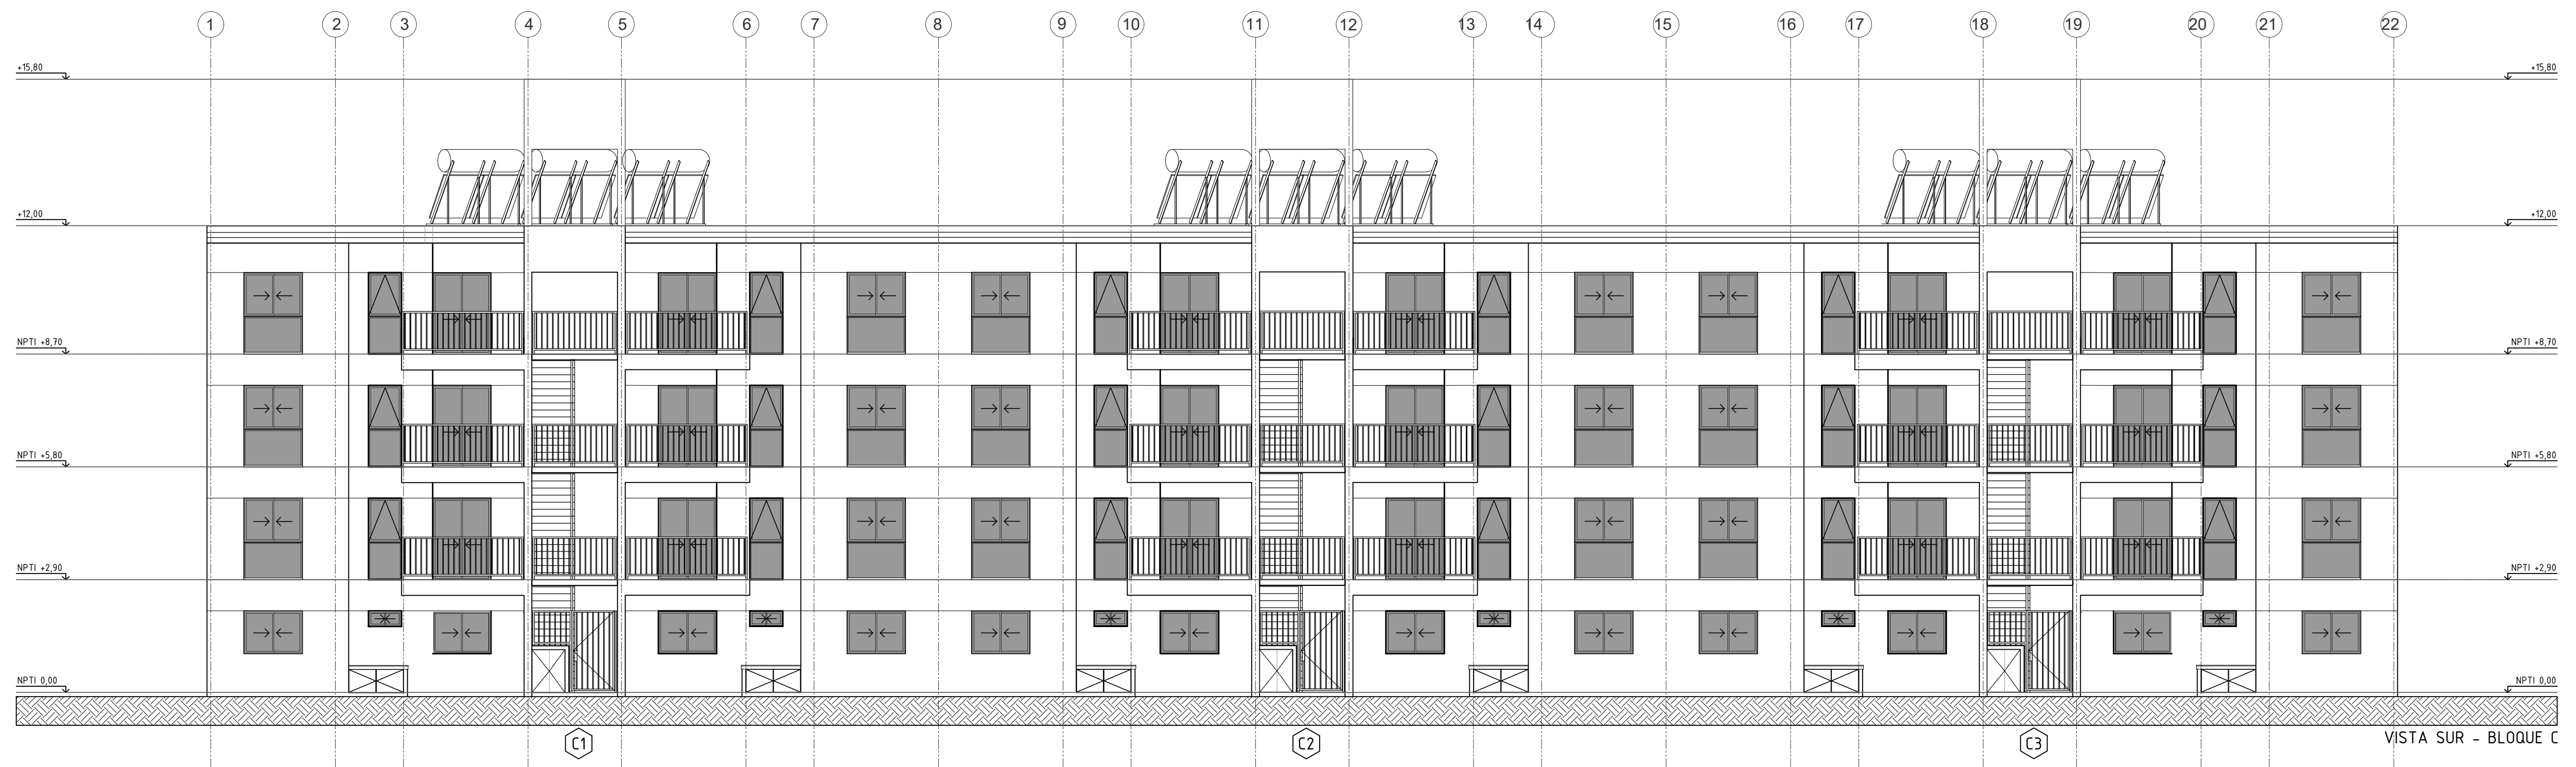 1 2 3 4 5 6 7 8 9 10 11 12 13 14 15 16 17 18 19 20 21 22
+15,80 +15,80
+12,00 +12,00
NPTI +8,70 NPTI +8,70
NPTI +5,80 NPTI +5,80
NPTI +2,90 NPTI +2,90
NPTI 0,00 NPTI 0,00
C1 C2 C3
VISTA SUR - BLOQUE C